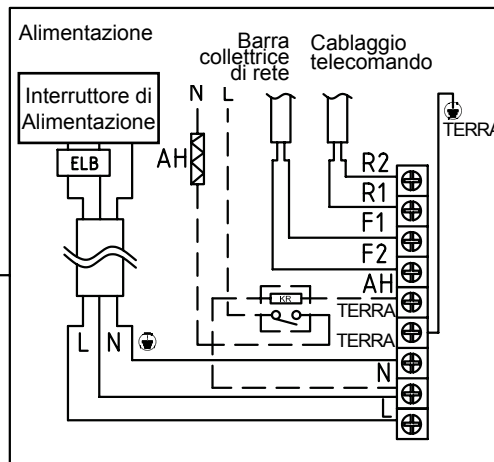 Alimentazione
Interruttore di
Alimentazione
ELB
Barra
collettrice
di rete
Cablaggio
telecomando
N L
AH
TERRA
R2
R1
F1
F2
AH
TERRA
KR
TERRA
N
L
L N